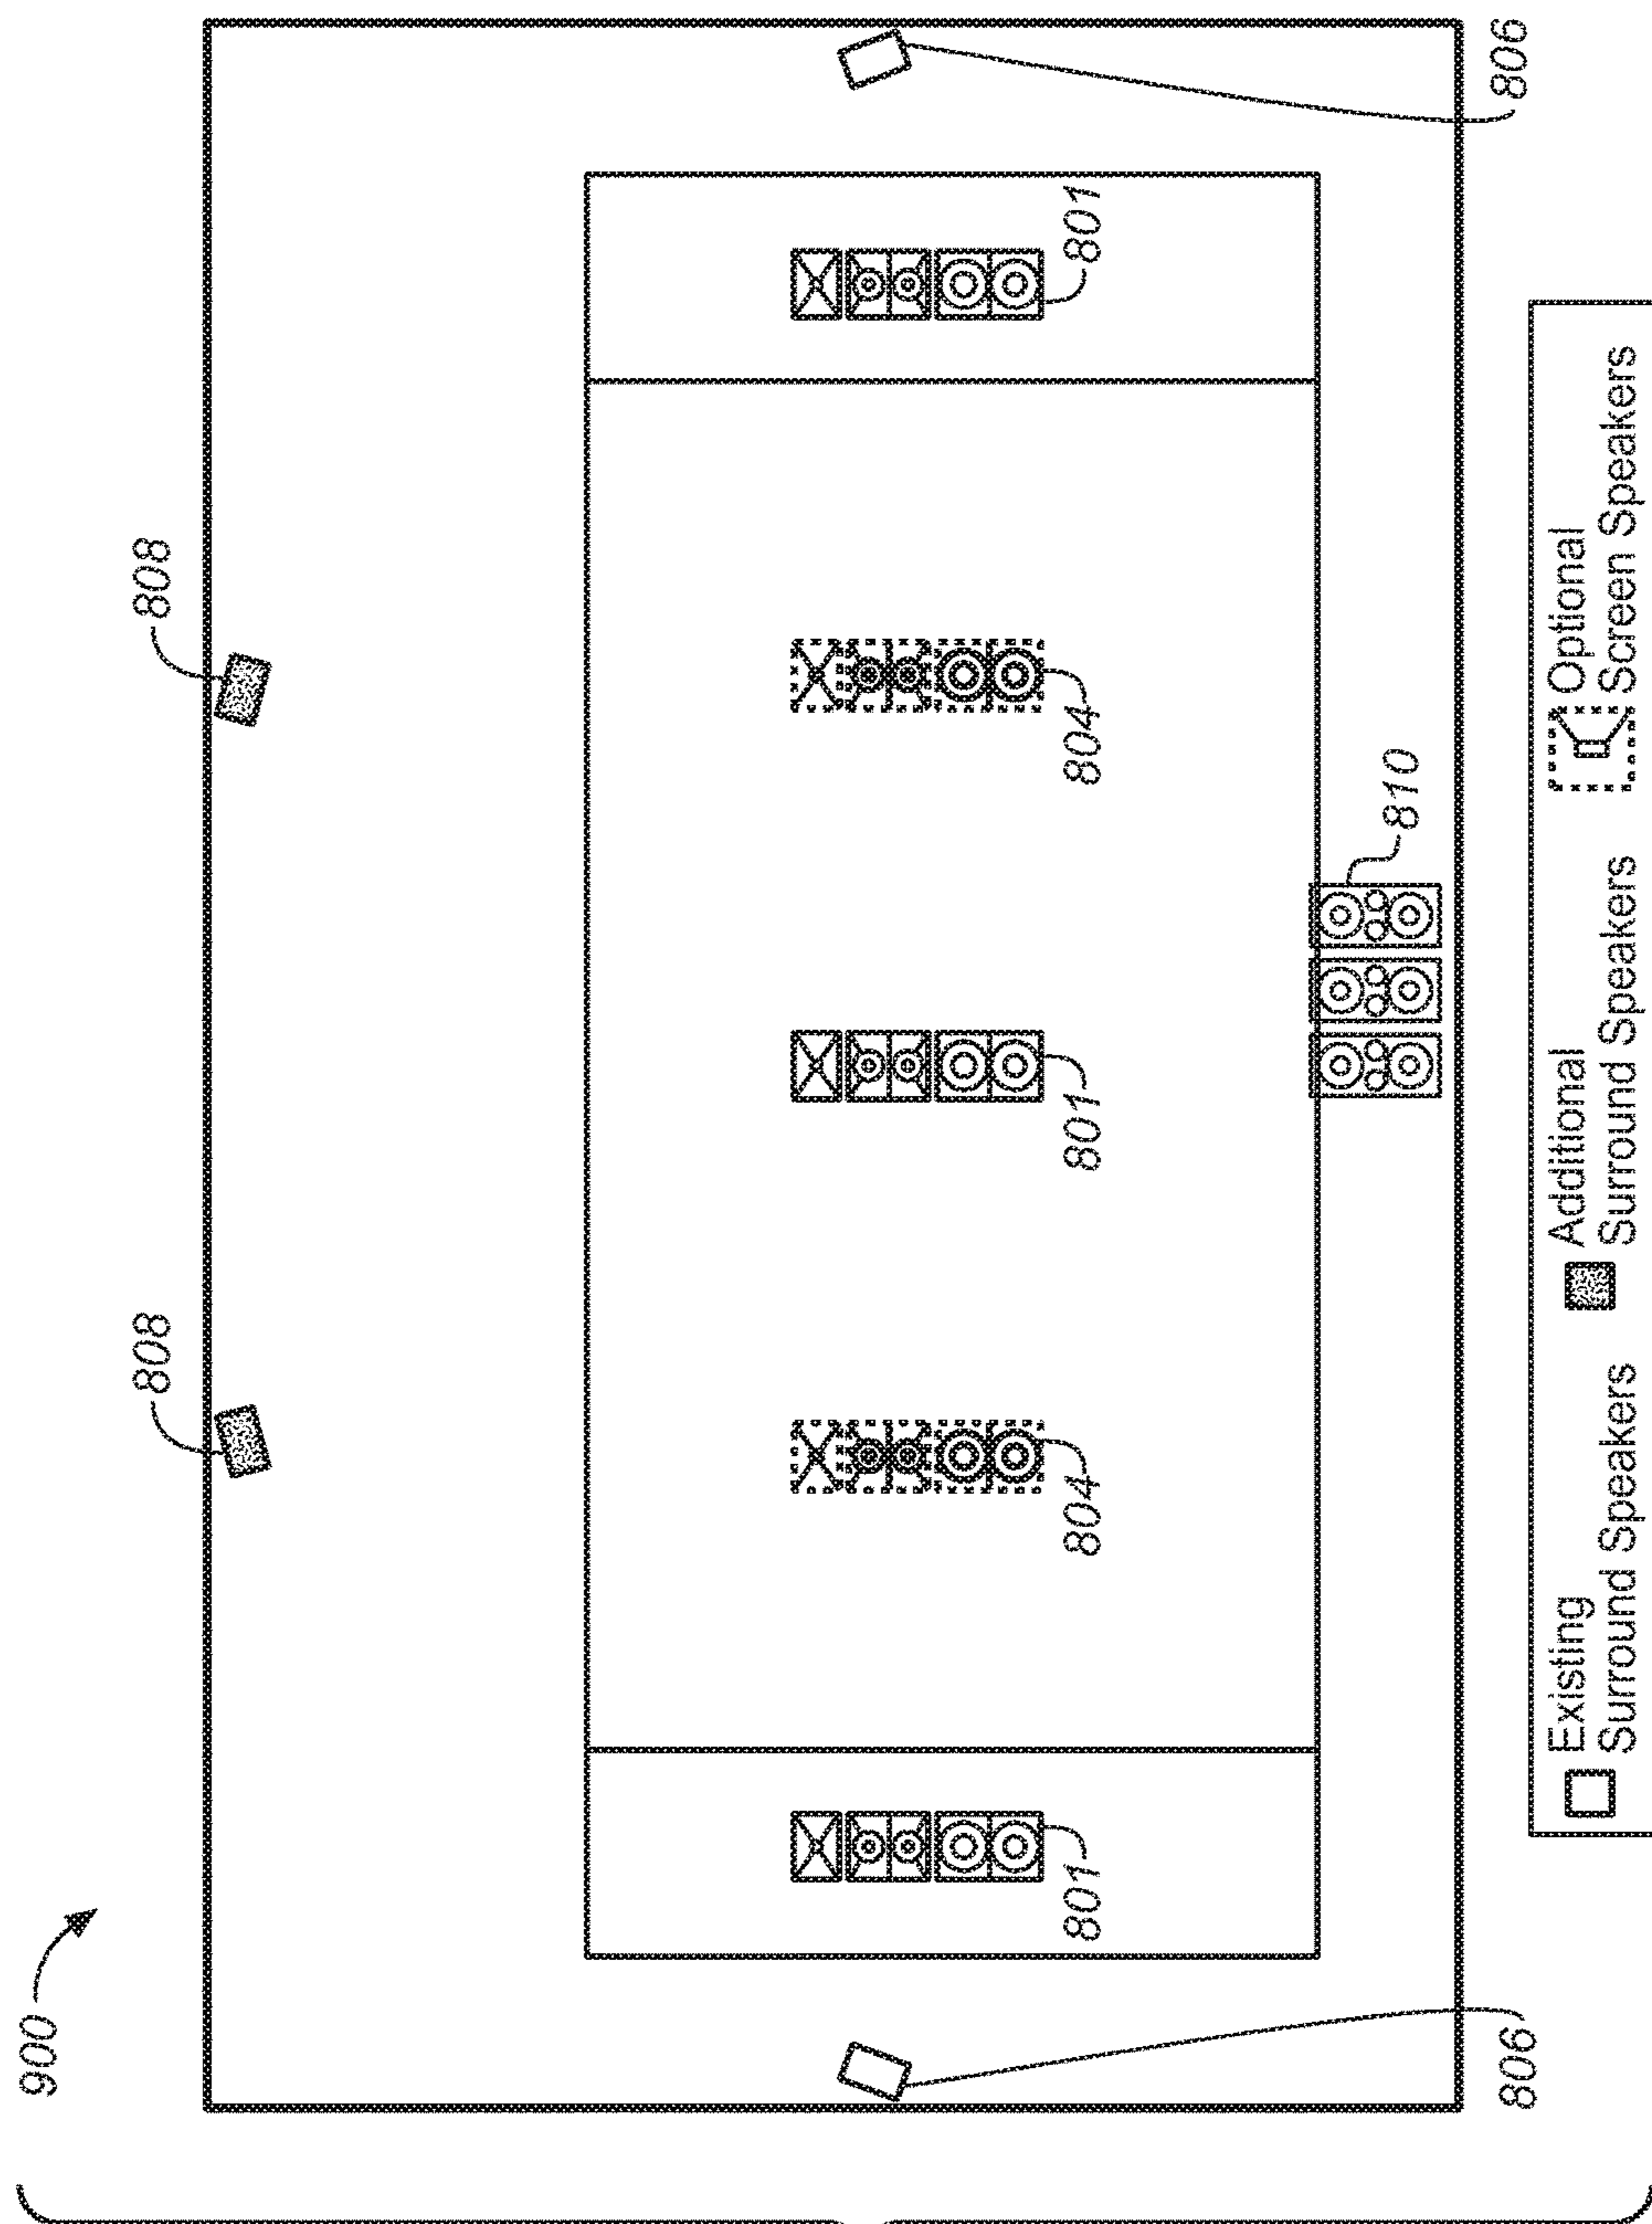 900
808
808
801
804
801
804
801
810
806
806
Existing
Surround Speakers
Additional
Surround Speakers
Optional
Screen Speakers